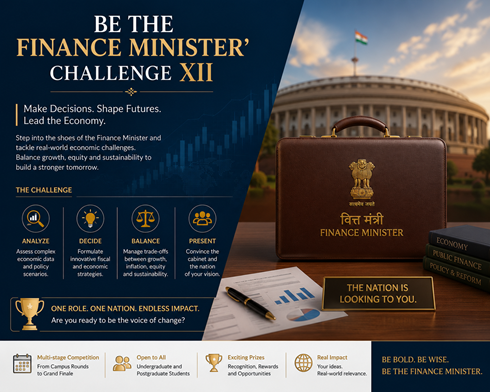 BE THE
FINANCE MINISTER'
CHALLENGE XII
Make Decisions. Shape Futures.
Lead the Economy.
Step into the shoes of the Finance Minister and
tackle real-world economic challenges.
Balance growth, equity and sustainability to
build a stronger tomorrow.
THE CHALLENGE
ANALYZE
Assess complex
economic data
and policy
scenarios.
DECIDE
Formulate
innovative fiscal
and economic
strategies.
BALANCE
Manage trade-offs
between growth,
inflation, equity
and sustainability.
PRESENT
Convince the
cabinet and
the nation
of your vision.
ONE ROLE. ONE NATION. ENDLESS IMPACT.
Are you ready to be the voice of change?
सत्यमेव जयते
वित्त मंत्री
FINANCE MINISTER
ECONOMY
PUBLIC FINANCE
POLICY & REFORM
THE NATION IS
LOOKING TO YOU.
Multi-stage Competition
From Campus Rounds
to Grand Finale
Open to All
Undergraduate and
Postgraduate Students
Exciting Prizes
Recognition, Rewards
and Opportunities
Real Impact
Your ideas.
Real-world relevance.
BE BOLD. BE WISE.
BE THE FINANCE MINISTER.